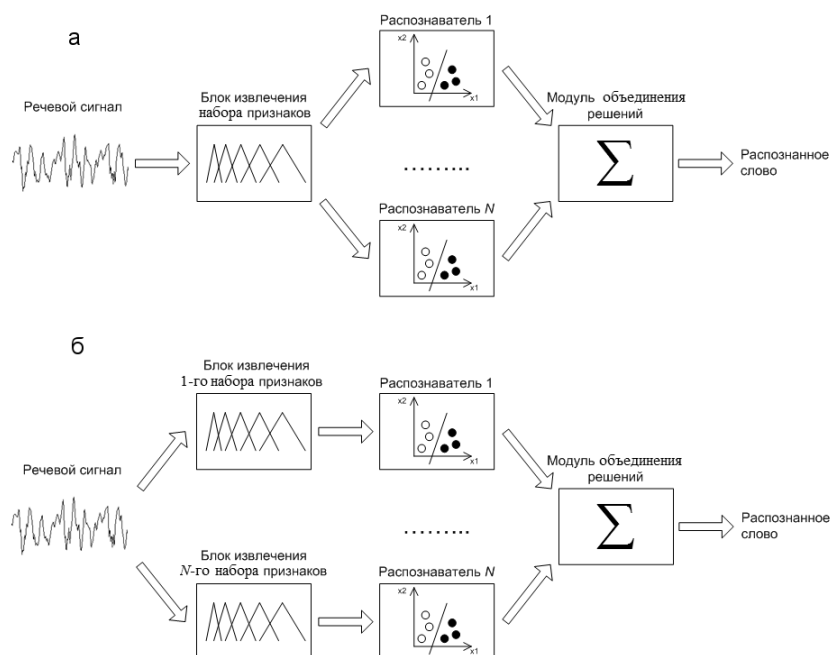 а
Распознаватель 1
x2
x1
Речевой сигнал
Блок извлечения
набора признаков
Модуль объединения
решений
Σ
Распознанное
слово
.........
Распознаватель N
x2
x1
б
Блок извлечения
1-го набора признаков
Распознаватель 1
x2
x1
Речевой сигнал
Модуль объединения
решений
Σ
Распознанное
слово
.........
Блок извлечения
N-го набора признаков
Распознаватель N
x2
x1